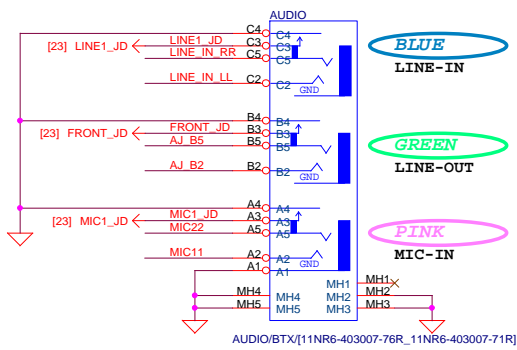 AUDIO
C4 C4
[23] LINE1_JD LINE1_JD C3 C3
LINE_IN_RR C5 C5
BLUE
LINE-IN
LINE_IN_LL C2 C2
GND
B4 B4
[23] FRONT_JD FRONT_JD B3 B3
AJ_B5 B5 B5
GREEN
LINE-OUT
AJ_B2 B2 B2
GND
A4 A4
[23] MIC1_JD MIC1_JD A3 A3
MIC22 A5 A5
PINK
MIC-IN
MIC11 A2 A2
GND
A1 A1
MH1 MH1
MH4 MH4 MH2 MH2
MH5 MH5 MH3 MH3
AUDIO/BTX/[11NR6-403007-76R_11NR6-403007-71R]